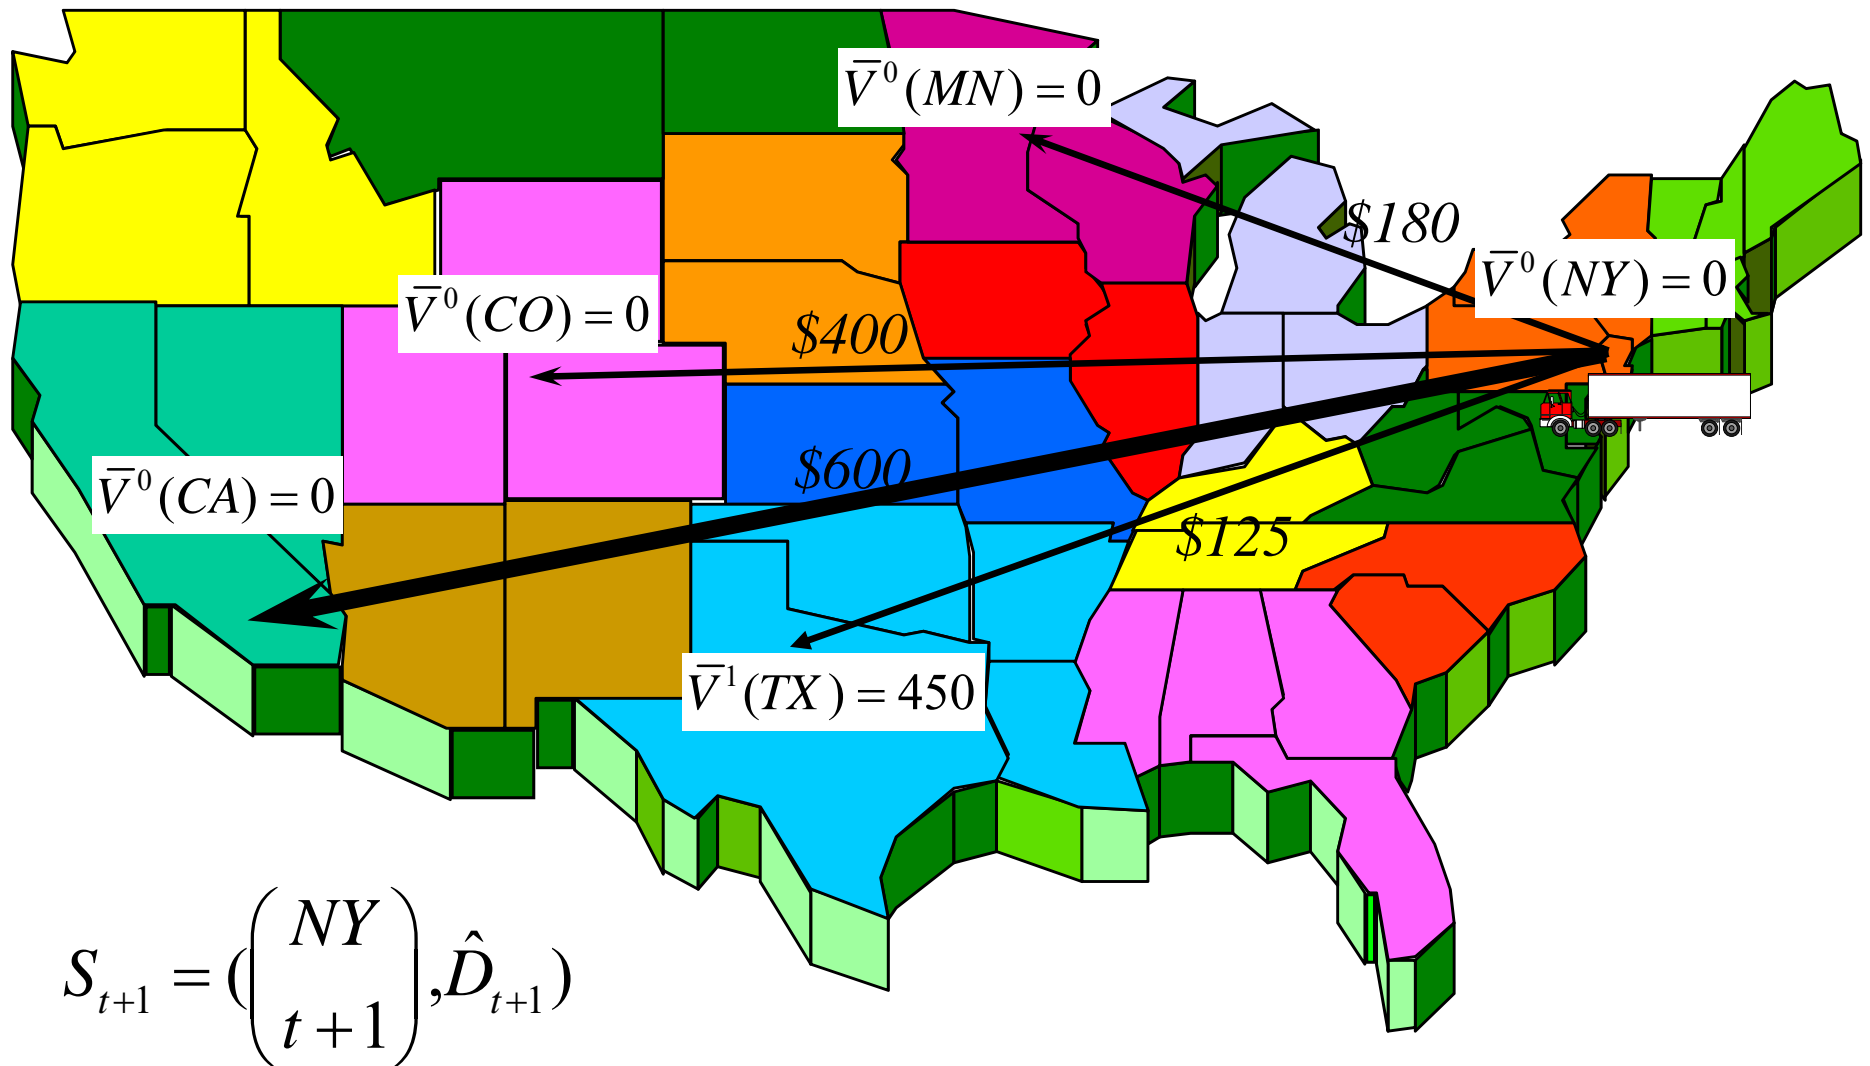 V̅⁰(MN) = 0
$180
V̅⁰(NY) = 0
V̅⁰(CO) = 0
$400
V̅⁰(CA) = 0
$600
$125
V̅¹(TX) = 450
S_{t+1} = ((NY
t+1), D̂_{t+1})